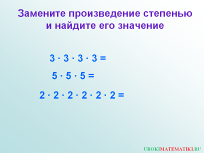 Замените произведение степенью
и найдите его значение
3 · 3 · 3 · 3 =
5 · 5 · 5 =
2 · 2 · 2 · 2 · 2 · 2 =
UROKIMATEMATIKI.RU